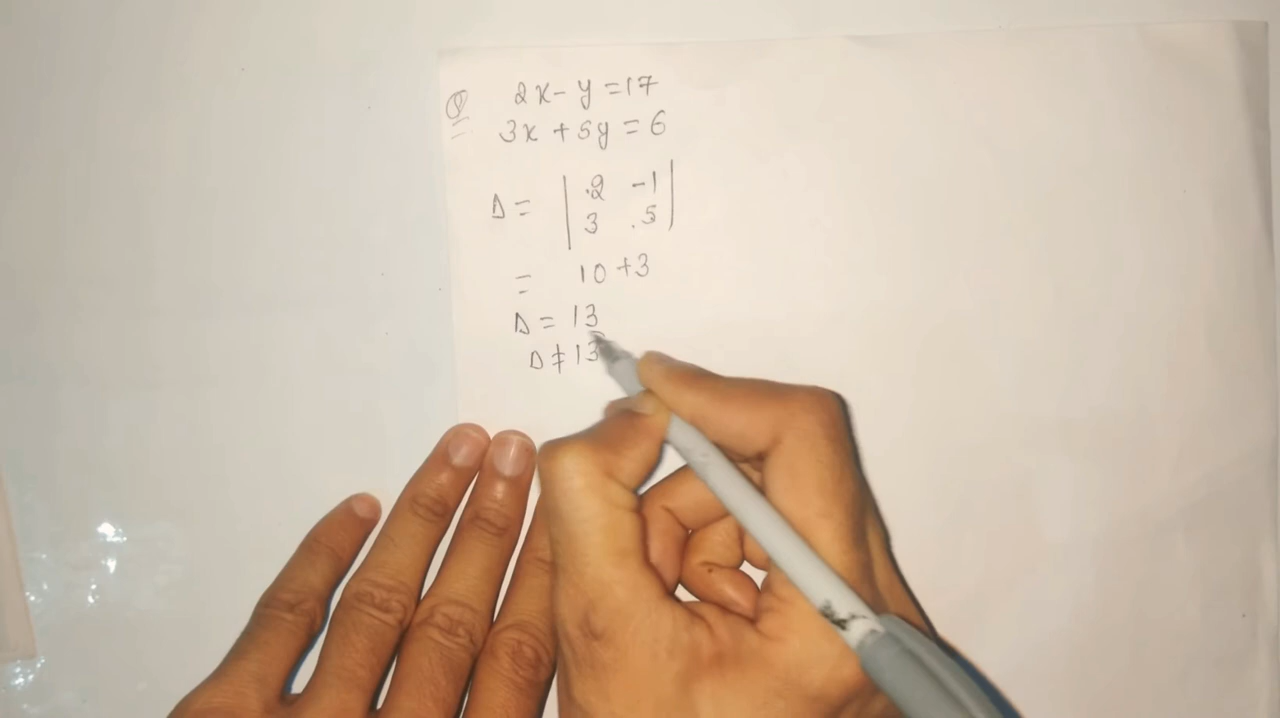 Q 2x - y = 17
3x + 5y = 6
Δ = | 2 -1 |
| 3 5 |
= 10 + 3
Δ = 13
Δ ≠ 13